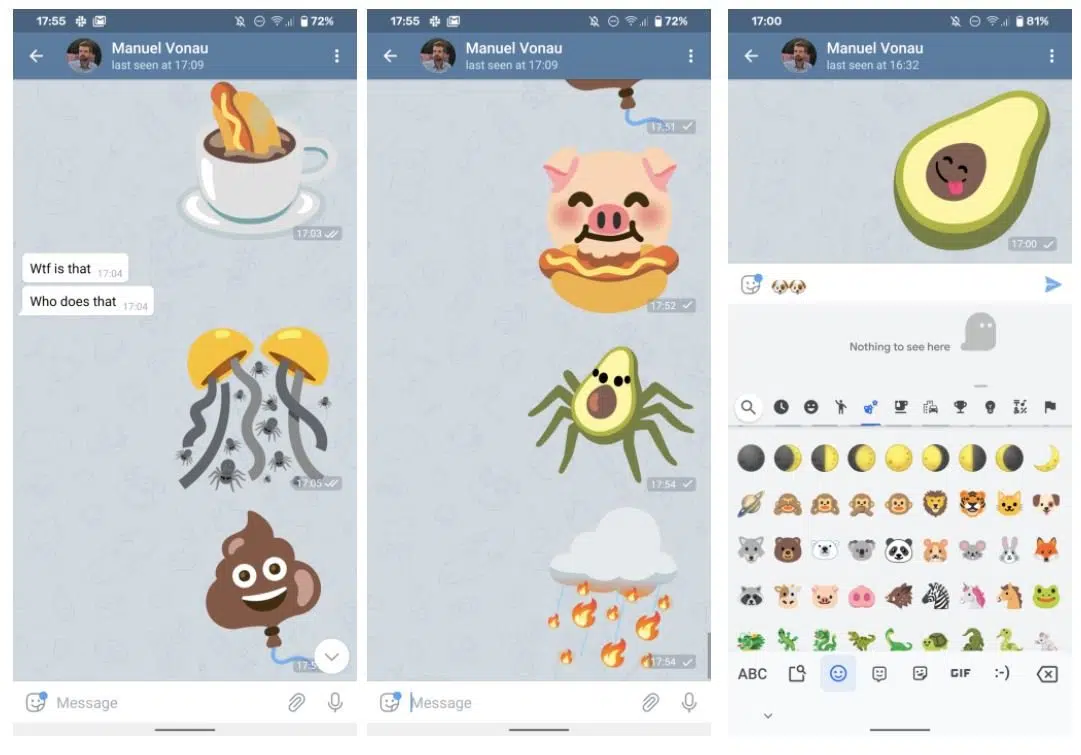 17:55
72%
Manuel Vonau
last seen at 17:09
17:03
Wtf is that 17:04
Who does that 17:04
17:05
Message
17:55
72%
Manuel Vonau
last seen at 17:09
17:51
17:52
17:54
17:54
Message
17:00
81%
Manuel Vonau
last seen at 16:32
17:00
Nothing to see here
ABC
GIF
:-)